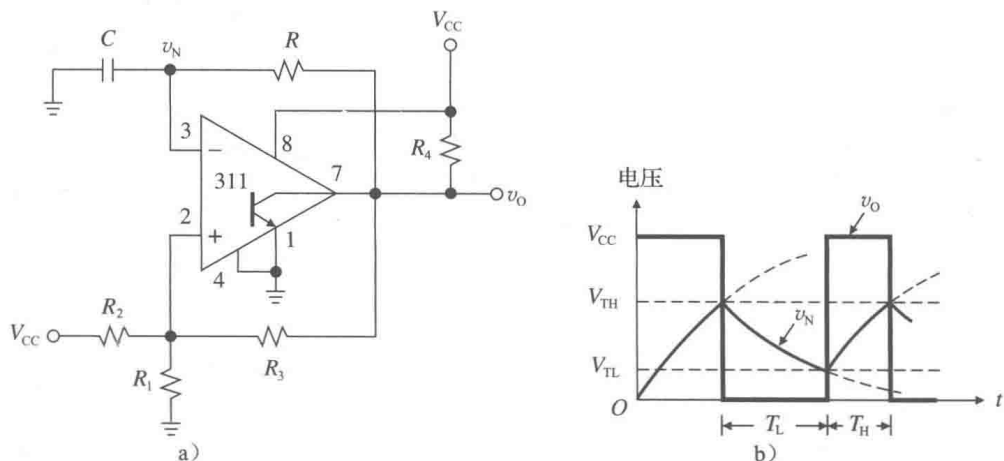 C
v_N
R
V_CC
3
8
R_4
311
7
v_O
2
1
4
R_2
V_CC
R_3
R_1
a）
电压
V_CC
v_O
V_TH
v_N
V_TL
O
t
T_L
T_H
b）